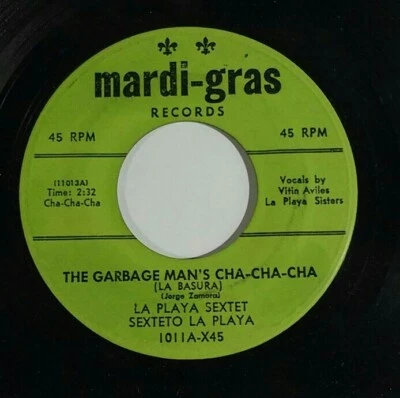 mardi-gras
RECORDS
45 RPM
45 RPM
(11013A)
Time: 2:32
Cha-Cha-Cha
Vocals by
Vitin Aviles
La Playa Sisters
THE GARBAGE MAN'S CHA-CHA-CHA
(LA BASURA)
(Jorge Zamora)
LA PLAYA SEXTET
SEXTETO LA PLAYA
1011A-X45